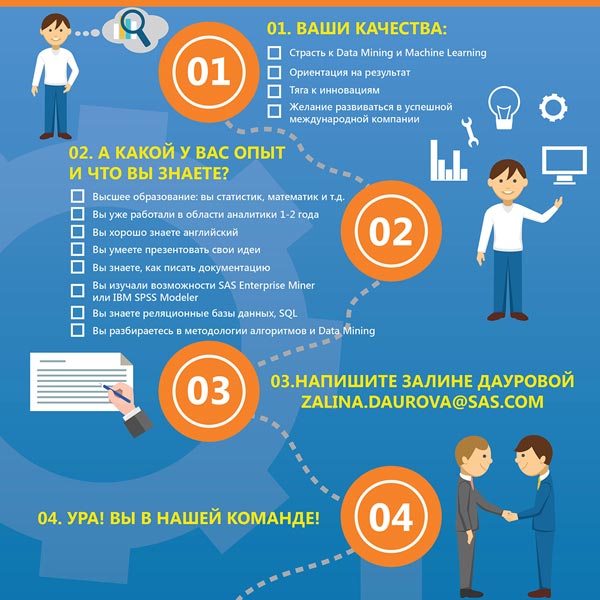 01
01. ВАШИ КАЧЕСТВА:
Страсть к Data Mining и Machine Learning
Ориентация на результат
Тяга к инновациям
Желание развиваться в успешной
международной компании
02. А КАКОЙ У ВАС ОПЫТ
И ЧТО ВЫ ЗНАЕТЕ?
Высшее образование: вы статистик, математик и т.д.
Вы уже работали в области аналитики 1-2 года
Вы хорошо знаете английский
Вы умеете презентовать свои идеи
Вы знаете, как писать документацию
Вы изучали возможности SAS Enterprise Miner
или IBM SPSS Modeler
Вы знаете реляционные базы данных, SQL
Вы разбираетесь в методологии алгоритмов и Data Mining
02
03
03.НАПИШИТЕ ЗАЛИНЕ ДАУРОВОЙ
ZALINA.DAUROVA@SAS.COM
04. УРА! ВЫ В НАШЕЙ КОМАНДЕ!
04